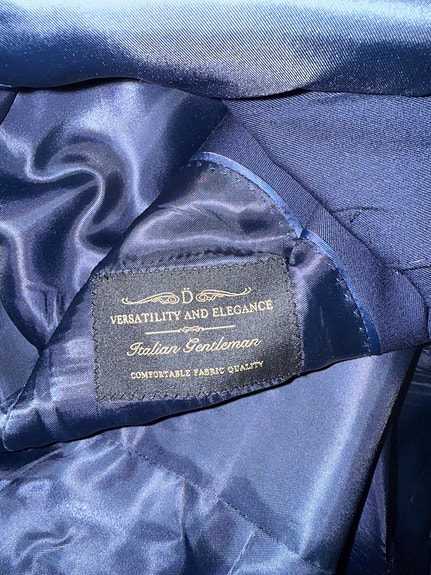 D̈
VERSATILITY AND ELEGANCE
Italian Gentleman
COMFORTABLE FABRIC QUALITY